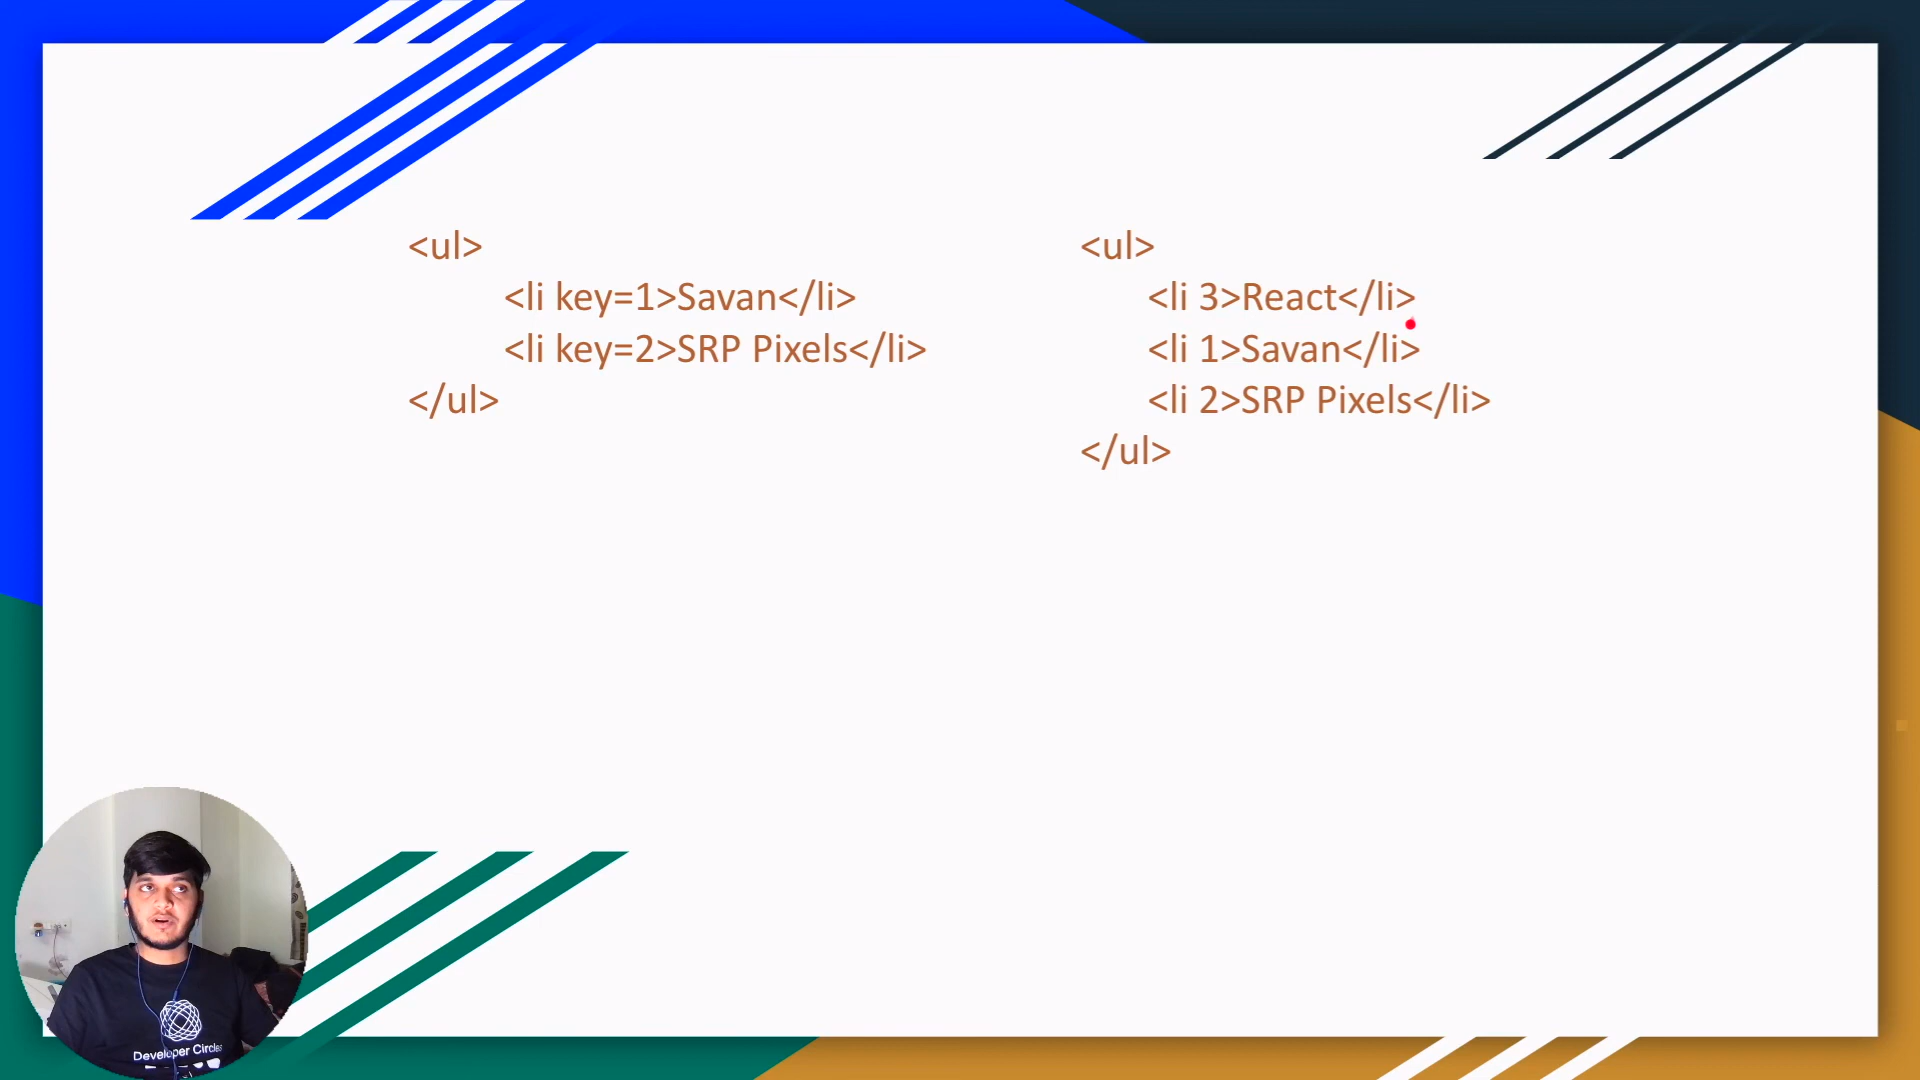 <ul>
<li key=1>Savan</li>
<li key=2>SRP Pixels</li>
</ul>
<ul>
<li 3>React</li>
<li 1>Savan</li>
<li 2>SRP Pixels</li>
</ul>
Developer Circles